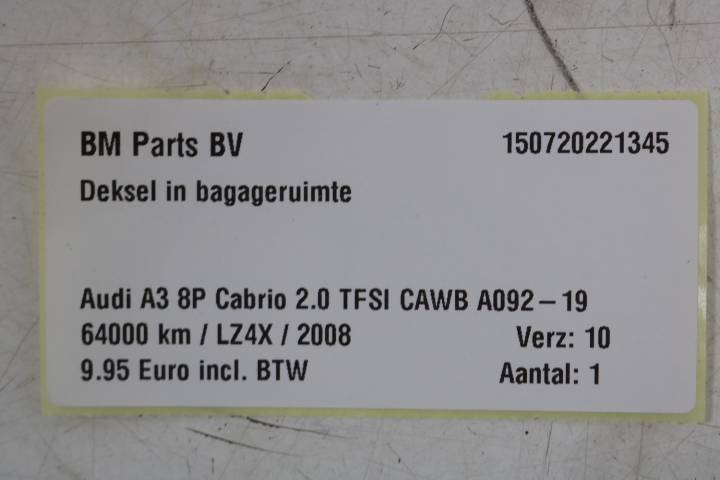 BM Parts BV 150720221345
Deksel in bagageruimte
Audi A3 8P Cabrio 2.0 TFSI CAWB A092-19
64000 km / LZ4X / 2008 Verz: 10
9.95 Euro incl. BTW Aantal: 1